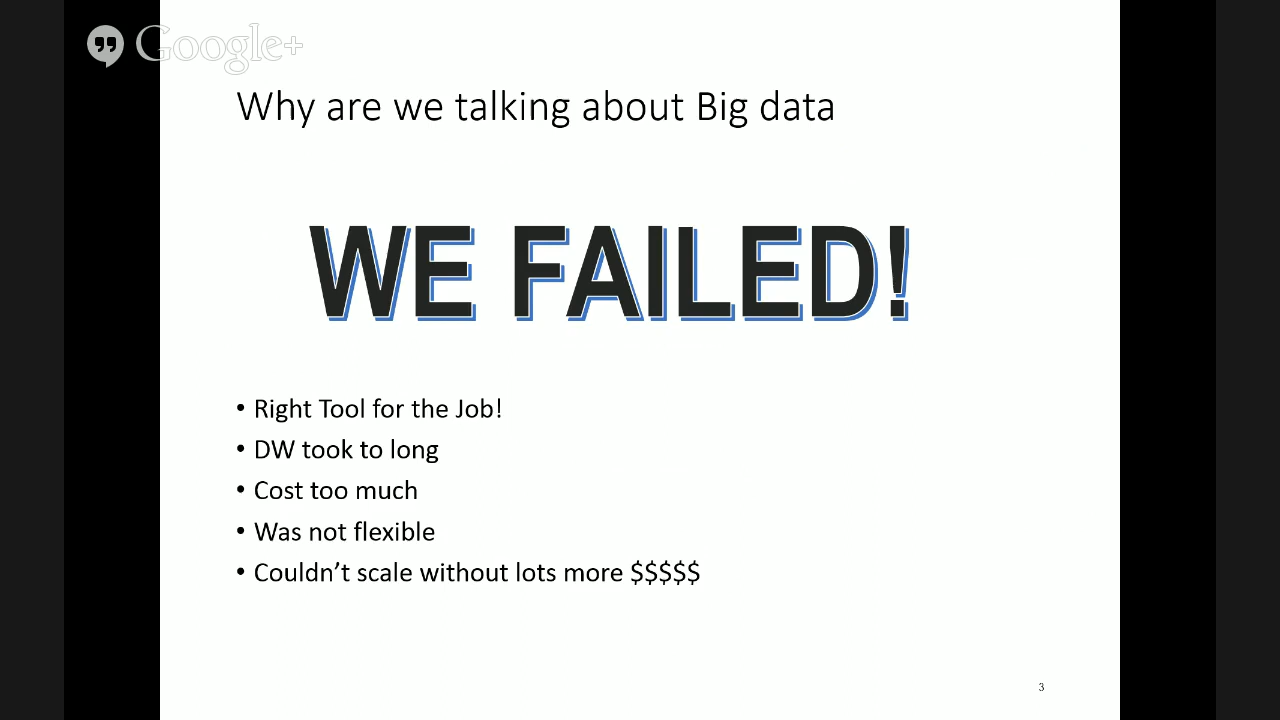 Google+
Why are we talking about Big data
WE FAILED!
• Right Tool for the Job!
• DW took to long
• Cost too much
• Was not flexible
• Couldn’t scale without lots more $$$$$
3